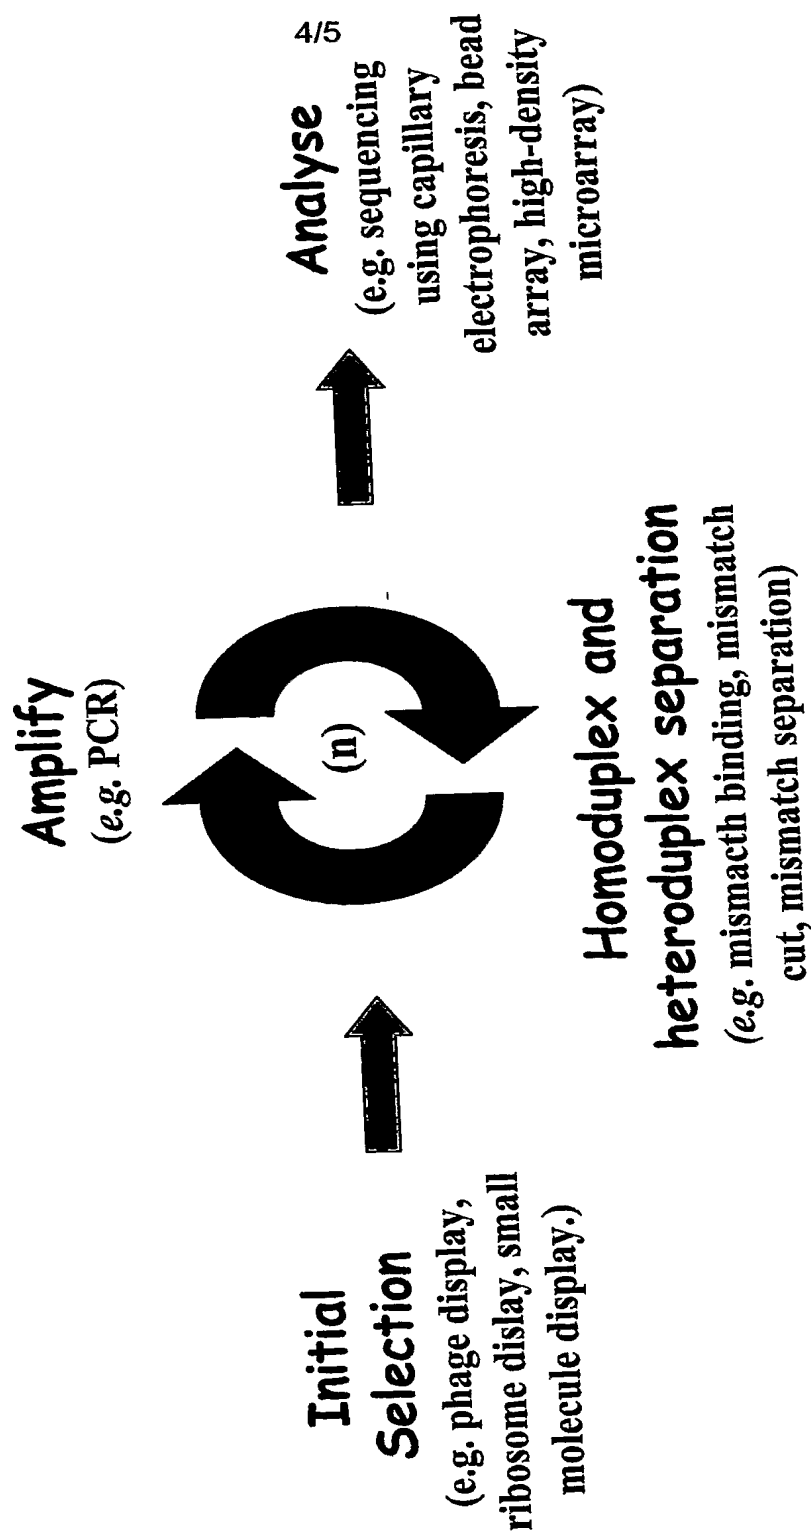 4/5
Amplify
(e.g. PCR)
Initial
Selection
(e.g. phage display,
ribosome dislay, small
molecule display.)
(n)
Analyse
(e.g. sequencing
using capillary
electrophoresis, bead
array, high-density
microarray)
Homoduplex and
heteroduplex separation
(e.g. mismacth binding, mismatch
cut, mismatch separation)